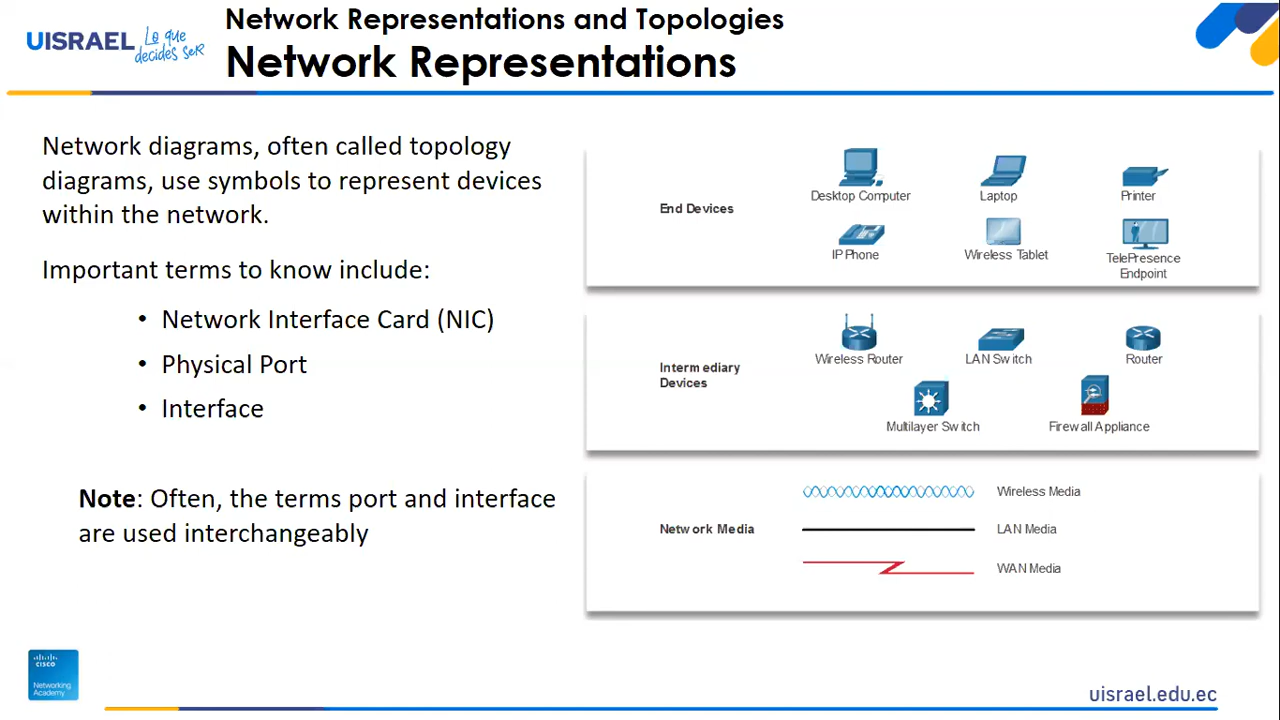 Network Representations and Topologies
UISRAEL Lo que decides ser
Network Representations
Network diagrams, often called topology
diagrams, use symbols to represent devices
within the network.
Important terms to know include:
• Network Interface Card (NIC)
• Physical Port
• Interface
Note: Often, the terms port and interface
are used interchangeably
End Devices
Desktop Computer
Laptop
Printer
IP Phone
Wireless Tablet
TelePresence
Endpoint
Intermediary
Devices
Wireless Router
LAN Switch
Router
Multilayer Switch
Firewall Appliance
Network Media
Wireless Media
LAN Media
WAN Media
CISCO
Networking
Academy
uisrael.edu.ec